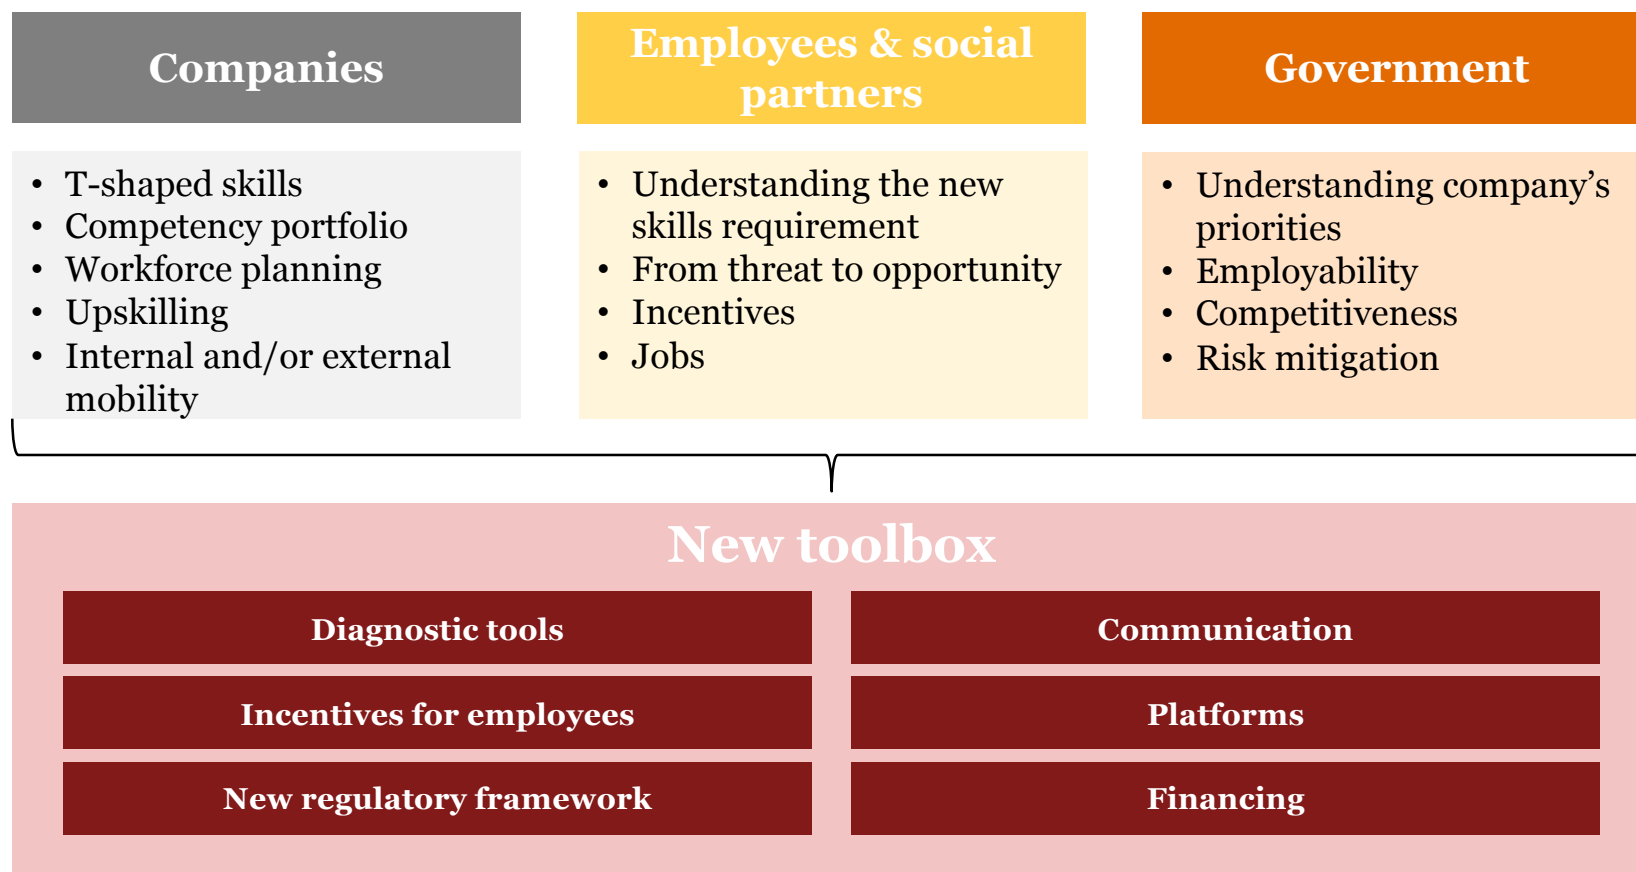 Companies
• T-shaped skills
• Competency portfolio
• Workforce planning
• Upskilling
• Internal and/or external
mobility
Employees & social
partners
• Understanding the new
skills requirement
• From threat to opportunity
• Incentives
• Jobs
Government
• Understanding company’s
priorities
• Employability
• Competitiveness
• Risk mitigation
New toolbox
Diagnostic tools
Communication
Incentives for employees
Platforms
New regulatory framework
Financing